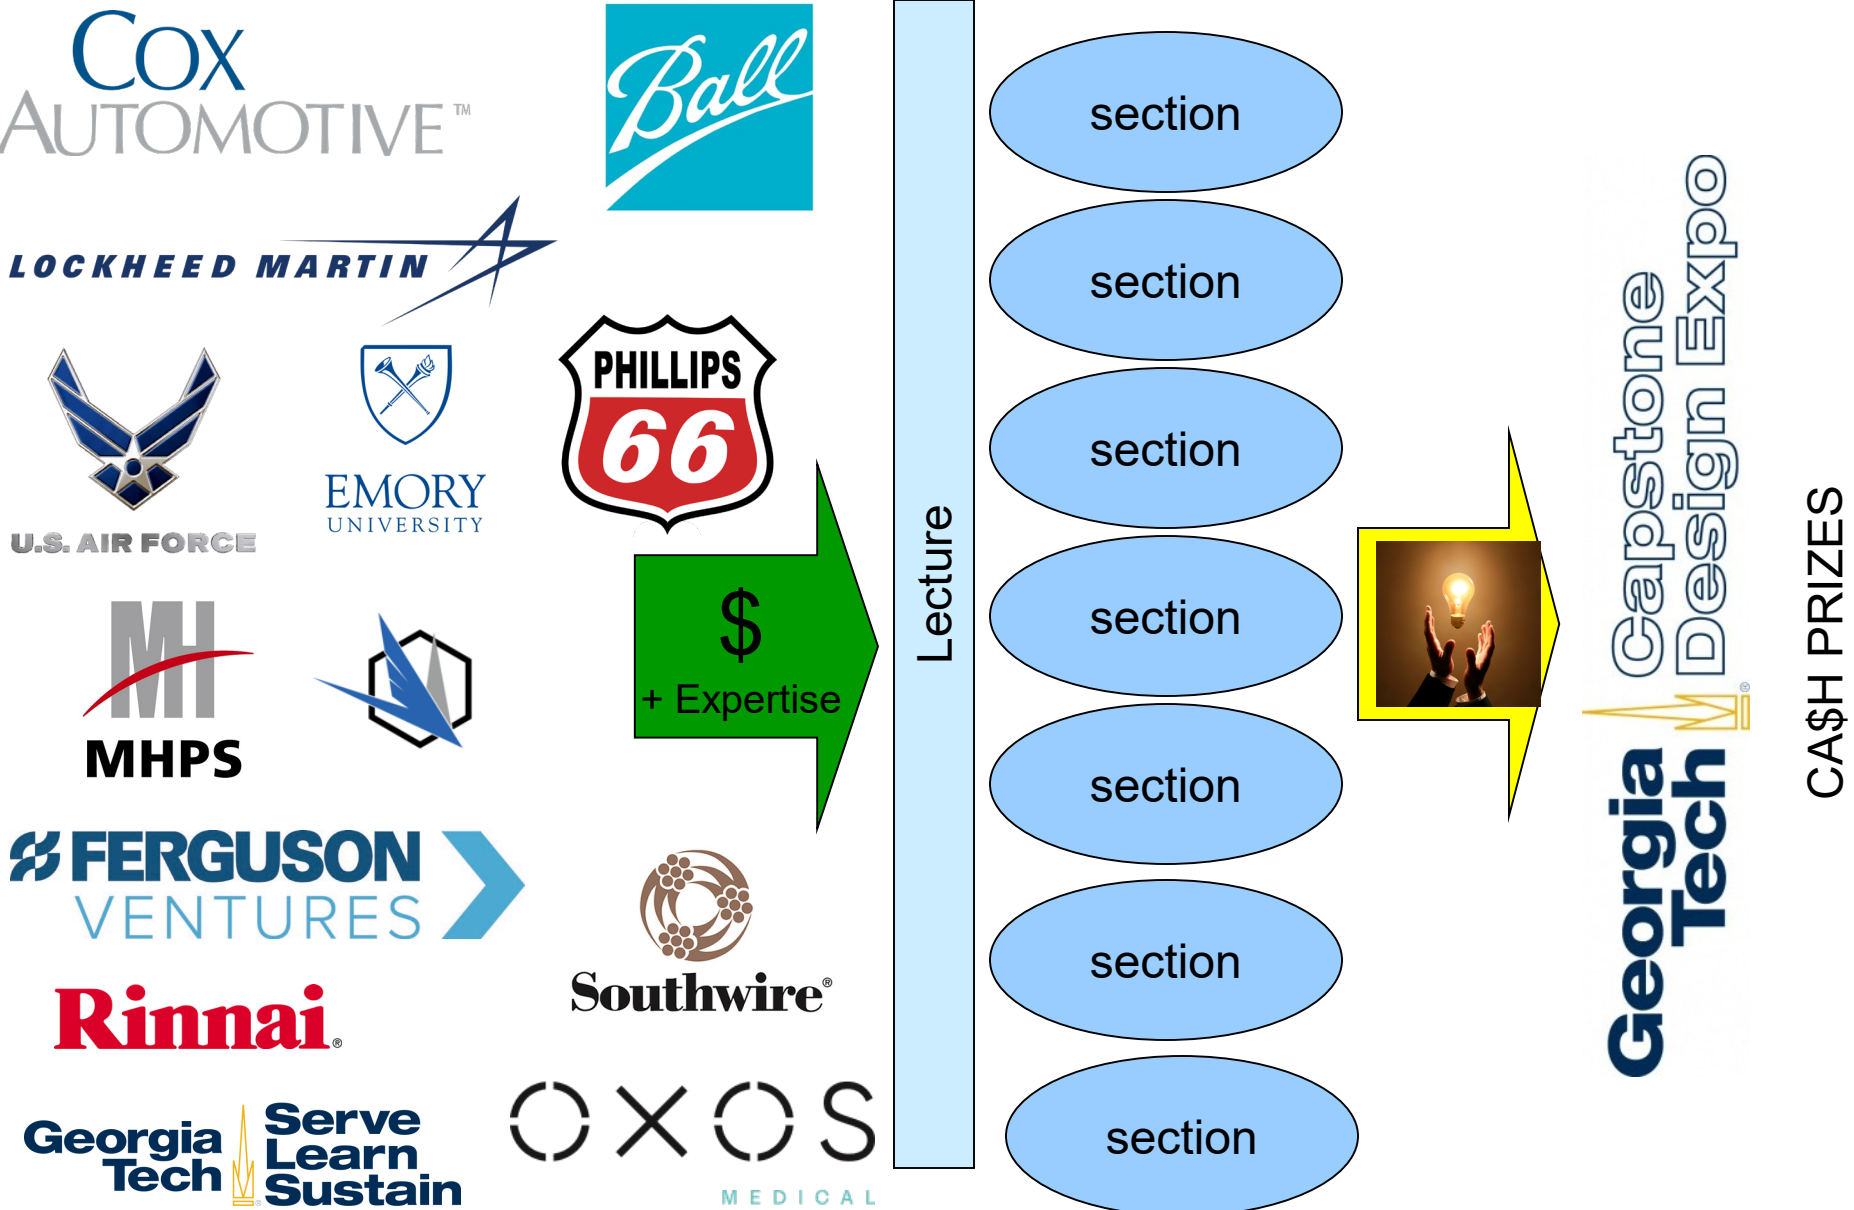 COX
AUTOMOTIVE™
Ball
LOCKHEED MARTIN
U.S. AIR FORCE
EMORY
UNIVERSITY
PHILLIPS
66
MH
MHPS
$
+ Expertise
FERGUSON
VENTURES
Southwire®
Rinnai®
Georgia
Tech
®
Serve
Learn
Sustain
OXOS
MEDICAL
Lecture
section
section
section
section
section
section
section
Capstone
Design Expo
®
Georgia
Tech
CA$H PRIZES